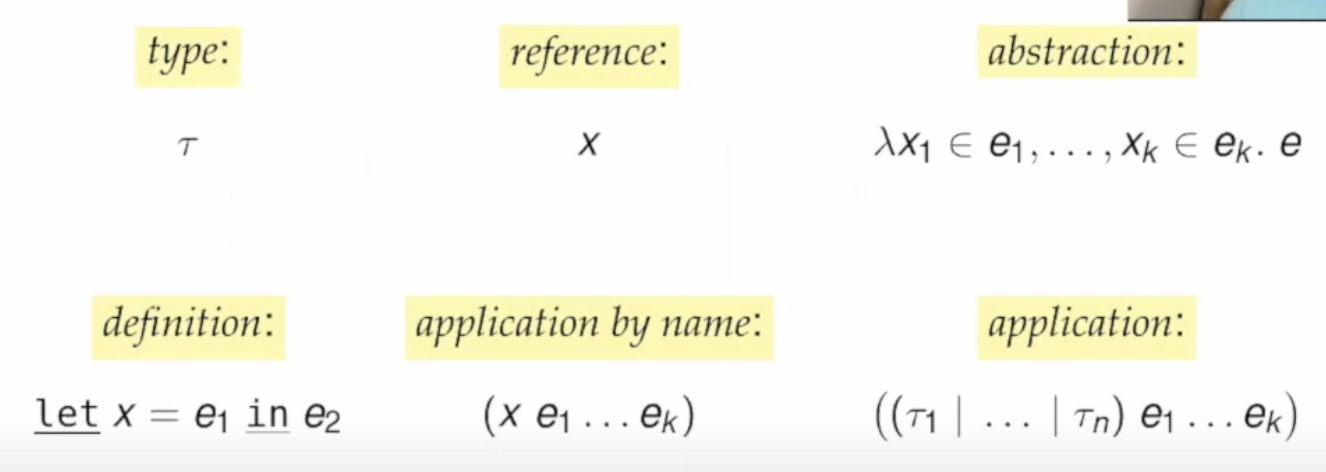 type: reference: abstraction:
τ x λx₁ ∈ e₁, . . . , xₖ ∈ eₖ. e
definition: application by name: application:
let x = e₁ in e₂ (x e₁ . . . eₖ) ((τ₁ | . . . | τₙ) e₁ . . . eₖ)